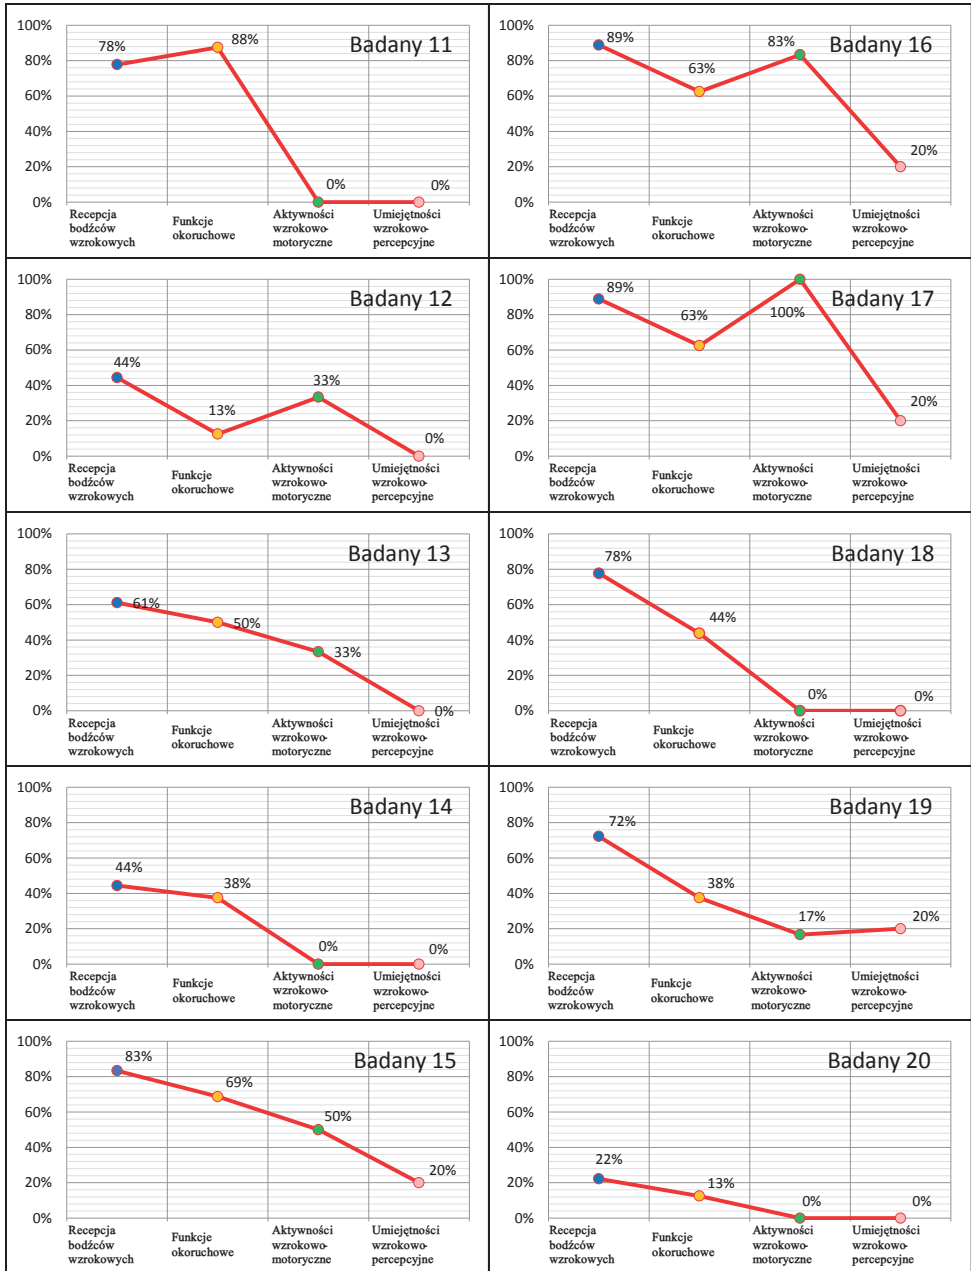 100%
80%
60%
40%
20%
0%
Badany 11
78%
88%
0%
0%
Recepcja
bodźców
wzrokowych
Funkcje
okoruchowe
Aktywności
wzrokowo-
motoryczne
Umiejętności
wzrokowo-
percepcyjne
100%
80%
60%
40%
20%
0%
Badany 16
89%
63%
83%
20%
Recepcja
bodźców
wzrokowych
Funkcje
okoruchowe
Aktywności
wzrokowo-
motoryczne
Umiejętności
wzrokowo-
percepcyjne
100%
80%
60%
40%
20%
0%
Badany 12
44%
13%
33%
0%
Recepcja
bodźców
wzrokowych
Funkcje
okoruchowe
Aktywności
wzrokowo-
motoryczne
Umiejętności
wzrokowo-
percepcyjne
100%
80%
60%
40%
20%
0%
Badany 17
89%
63%
100%
20%
Recepcja
bodźców
wzrokowych
Funkcje
okoruchowe
Aktywności
wzrokowo-
motoryczne
Umiejętności
wzrokowo-
percepcyjne
100%
80%
60%
40%
20%
0%
Badany 13
61%
50%
33%
0%
Recepcja
bodźców
wzrokowych
Funkcje
okoruchowe
Aktywności
wzrokowo-
motoryczne
Umiejętności
wzrokowo-
percepcyjne
100%
80%
60%
40%
20%
0%
Badany 18
78%
44%
0%
0%
Recepcja
bodźców
wzrokowych
Funkcje
okoruchowe
Aktywności
wzrokowo-
motoryczne
Umiejętności
wzrokowo-
percepcyjne
100%
80%
60%
40%
20%
0%
Badany 14
44%
38%
0%
0%
Recepcja
bodźców
wzrokowych
Funkcje
okoruchowe
Aktywności
wzrokowo-
motoryczne
Umiejętności
wzrokowo-
percepcyjne
100%
80%
60%
40%
20%
0%
Badany 19
72%
38%
17%
20%
Recepcja
bodźców
wzrokowych
Funkcje
okoruchowe
Aktywności
wzrokowo-
motoryczne
Umiejętności
wzrokowo-
percepcyjne
100%
80%
60%
40%
20%
0%
Badany 15
83%
69%
50%
20%
Recepcja
bodźców
wzrokowych
Funkcje
okoruchowe
Aktywności
wzrokowo-
motoryczne
Umiejętności
wzrokowo-
percepcyjne
100%
80%
60%
40%
20%
0%
Badany 20
22%
13%
0%
0%
Recepcja
bodźców
wzrokowych
Funkcje
okoruchowe
Aktywności
wzrokowo-
motoryczne
Umiejętności
wzrokowo-
percepcyjne